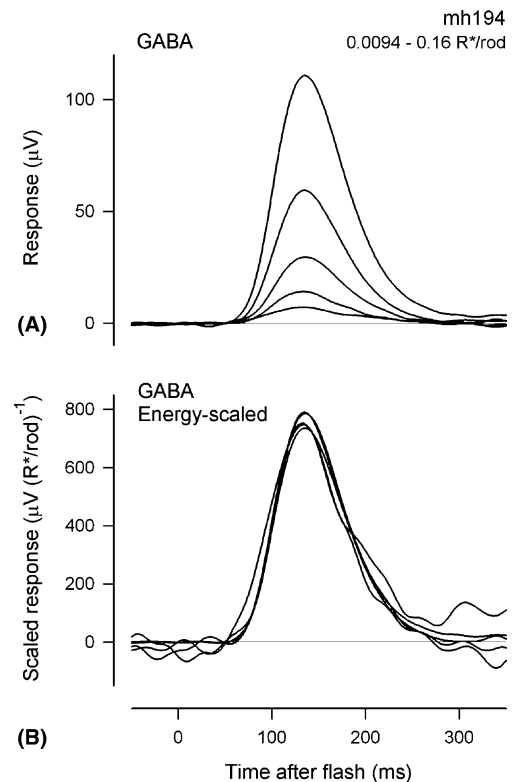 mh194
GABA
0.0094 - 0.16 R*/rod
100
50
0
Response (μV)
(A)
GABA
Energy-scaled
800
600
400
200
0
Scaled response (μV (R*/rod)⁻¹)
0 100 200 300
Time after flash (ms)
(B)